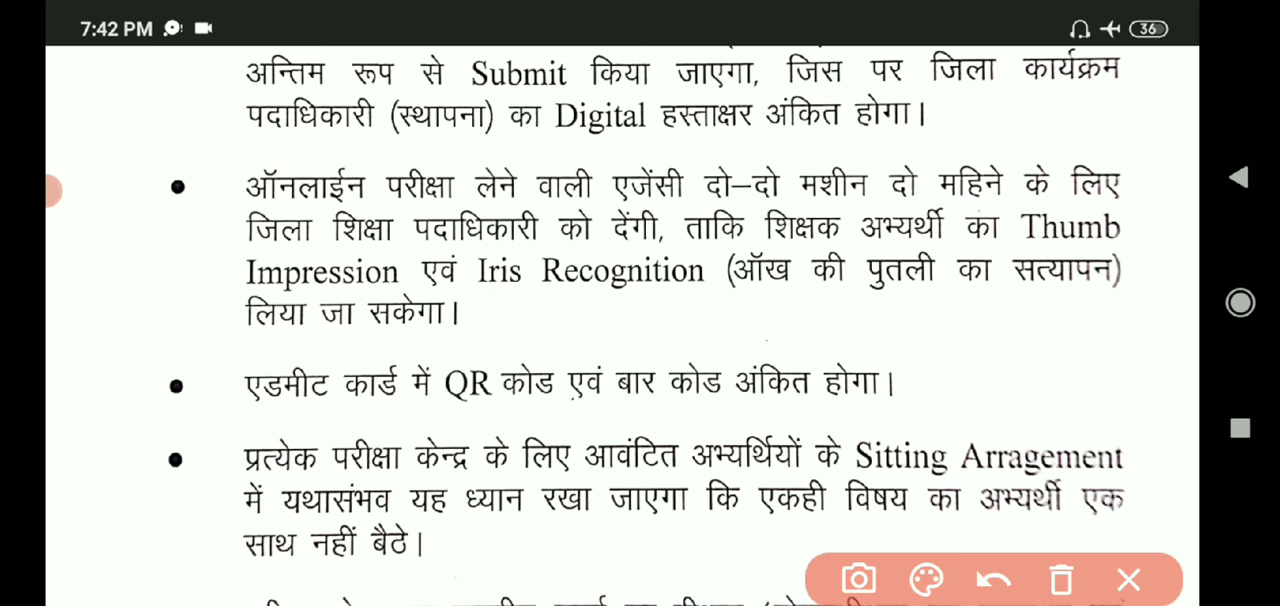 7:42 PM
36
अन्तिम रूप से Submit किया जाएगा, जिस पर जिला कार्यक्रम
पदाधिकारी (स्थापना) का Digital हस्ताक्षर अंकित होगा।
• ऑनलाईन परीक्षा लेने वाली एजेंसी दो–दो मशीन दो महिने के लिए
जिला शिक्षा पदाधिकारी को देंगी, ताकि शिक्षक अभ्यर्थी का Thumb
Impression एवं Iris Recognition (ऑख की पुतली का सत्यापन)
लिया जा सकेगा।
• एडमीट कार्ड में QR कोड एवं बार कोड अंकित होगा।
• प्रत्येक परीक्षा केन्द्र के लिए आवंटित अभ्यर्थियों के Sitting Arragement
में यथासंभव यह ध्यान रखा जाएगा कि एकही विषय का अभ्यर्थी एक
साथ नहीं बैठे।